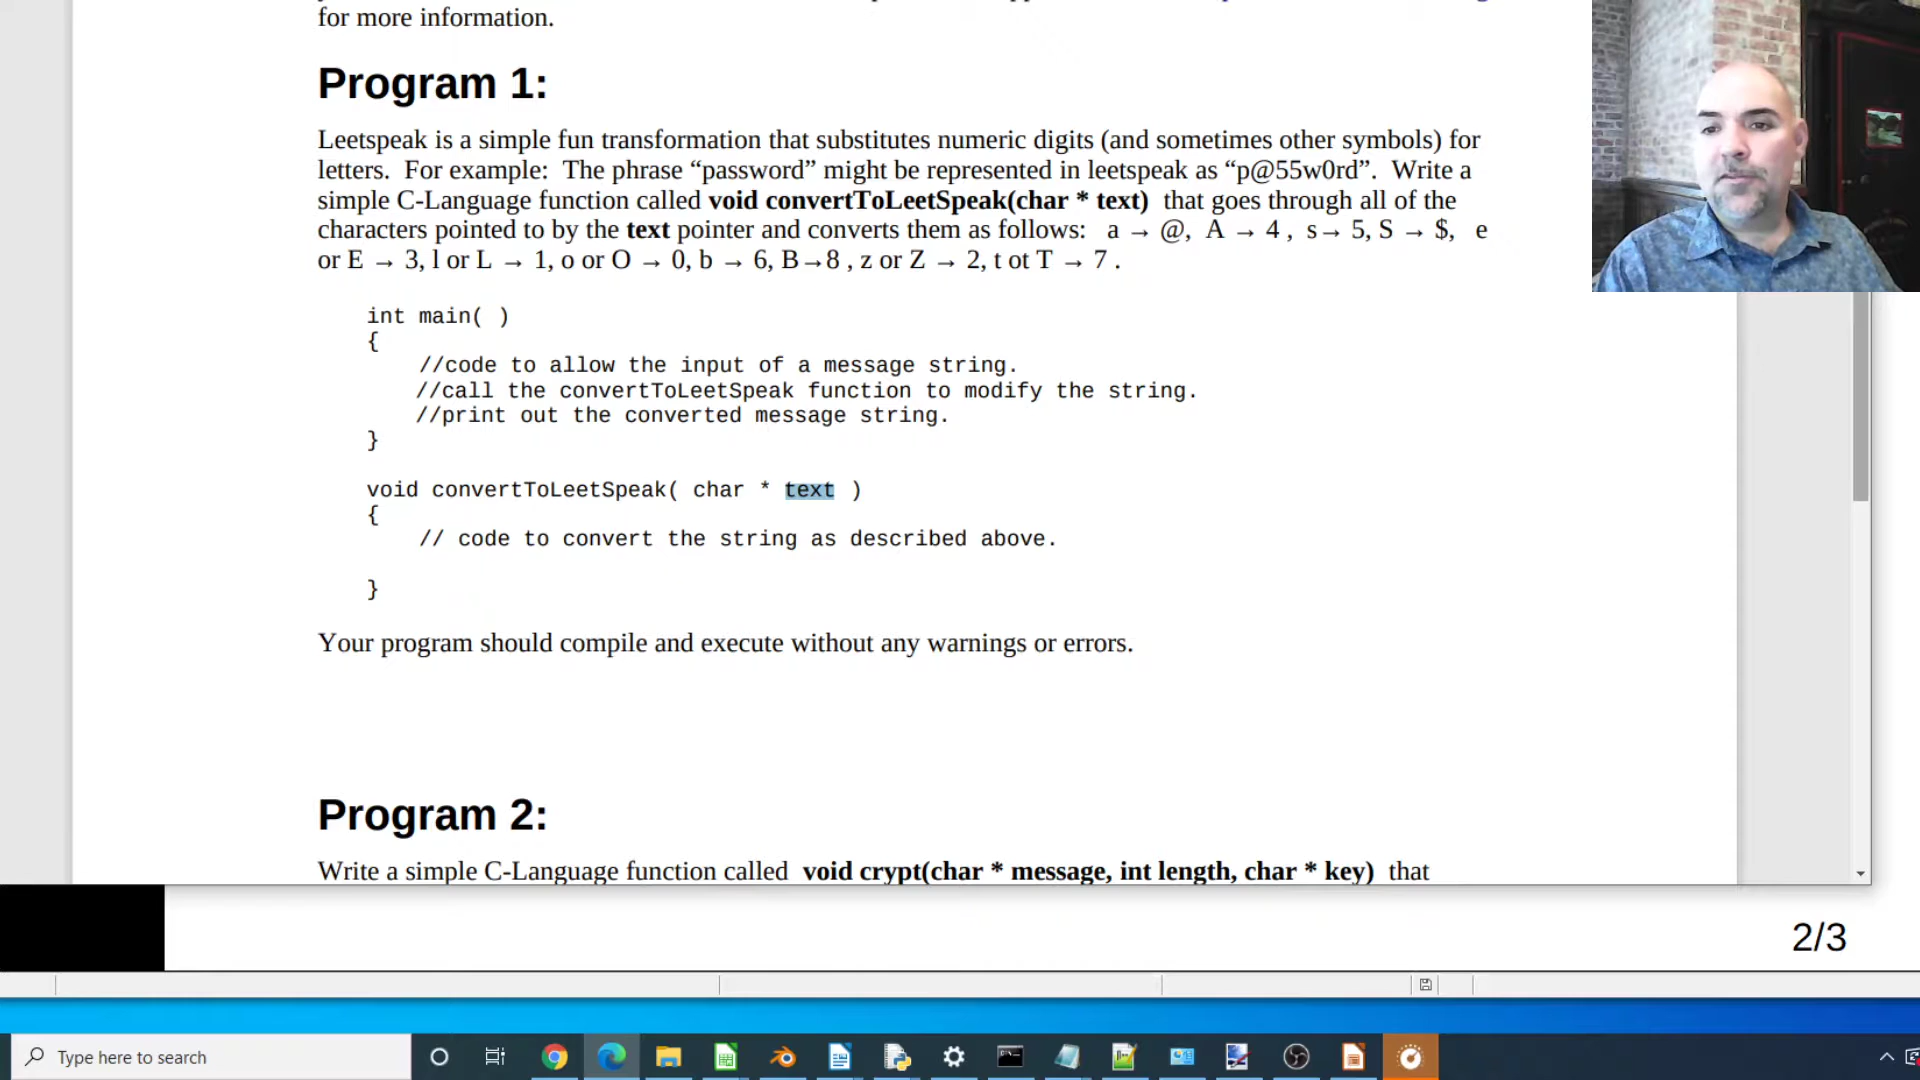 for more information.
Program 1:
Leetspeak is a simple fun transformation that substitutes numeric digits (and sometimes other symbols) for
letters.  For example:  The phrase “password” might be represented in leetspeak as “p@55w0rd”.  Write a
simple C-Language function called void convertToLeetSpeak(char * text)  that goes through all of the
characters pointed to by the text pointer and converts them as follows:   a → @,  A → 4 ,  s→ 5, S → $,   e
or E → 3, l or L → 1, o or O → 0, b → 6, B→8 , z or Z → 2, t ot T → 7 .
int main( )
{
//code to allow the input of a message string.
//call the convertToLeetSpeak function to modify the string.
//print out the converted message string.
}
void convertToLeetSpeak( char * text )
{
// code to convert the string as described above.
}
Your program should compile and execute without any warnings or errors.
Program 2:
Write a simple C-Language function called  void crypt(char * message, int length, char * key)  that
2/3
Type here to search